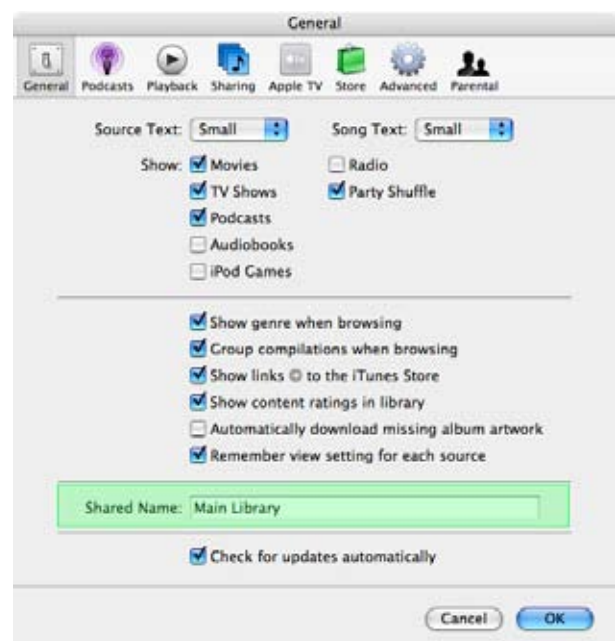 General
General Podcasts Playback Sharing Apple TV Store Advanced Parental
Source Text: Small Song Text: Small
Show: Movies Radio
TV Shows Party Shuffle
Podcasts
Audiobooks
iPod Games
Show genre when browsing
Group compilations when browsing
Show links to the iTunes Store
Show content ratings in library
Automatically download missing album artwork
Remember view setting for each source
Shared Name: Main Library
Check for updates automatically
Cancel OK